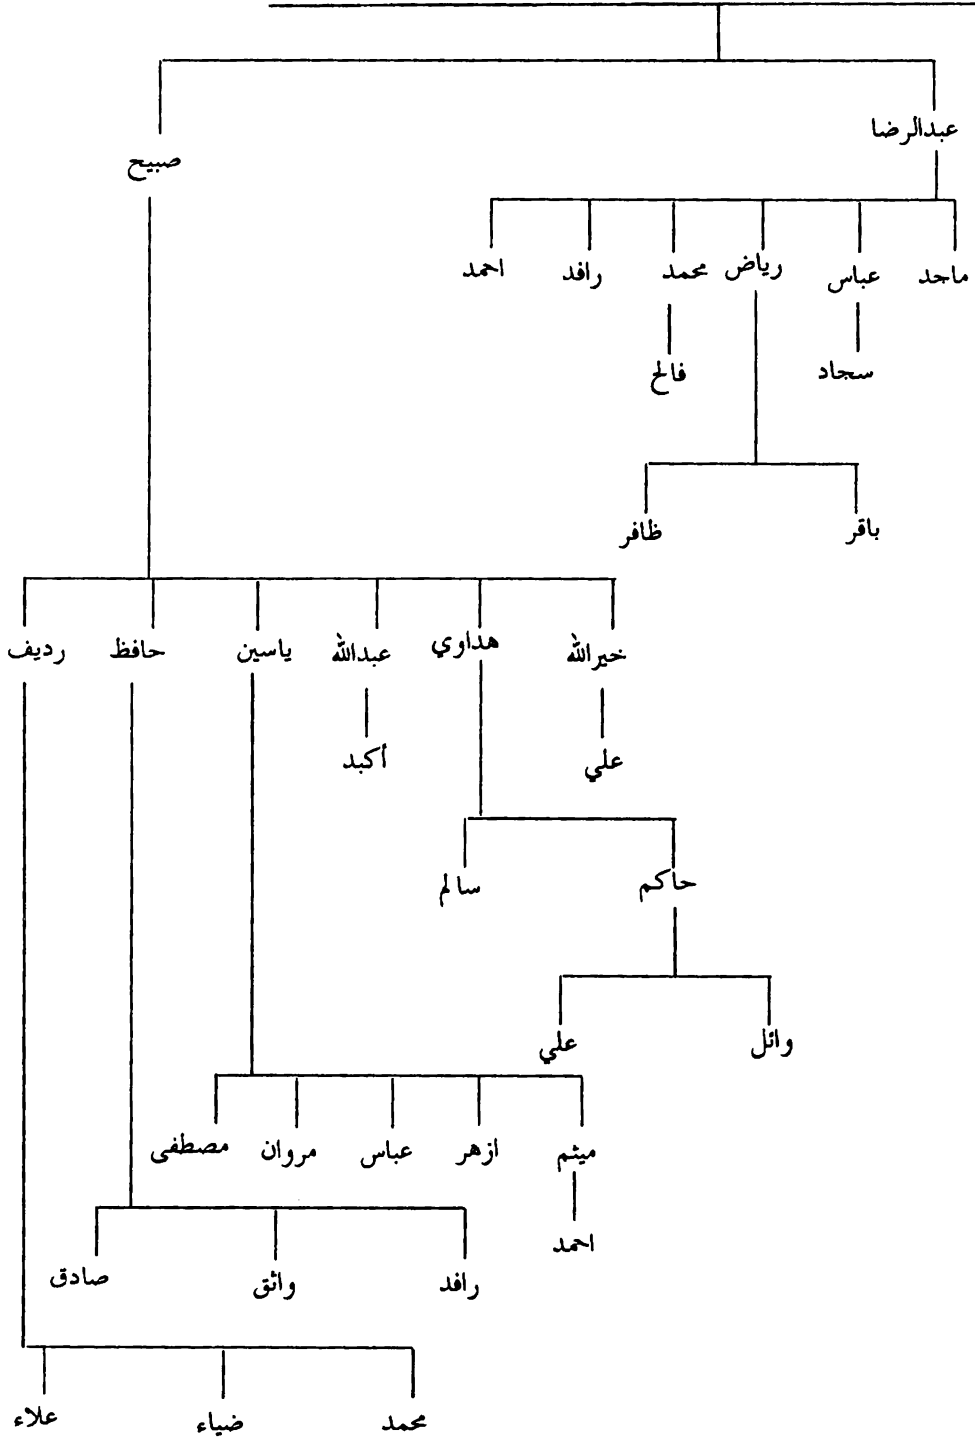 عبدالرضا
صبيح
ماجد عباس رياض محمد رافد احمد
سجاد فالح
باقر ظافر
خيرالله هداوي عبدالله ياسين حافظ رديف
علي أكبد
حاكم سالم
وائل علي
ميثم ازهر عباس مروان مصطفى
احمد
رافد واثق صادق
محمد ضياء علاء